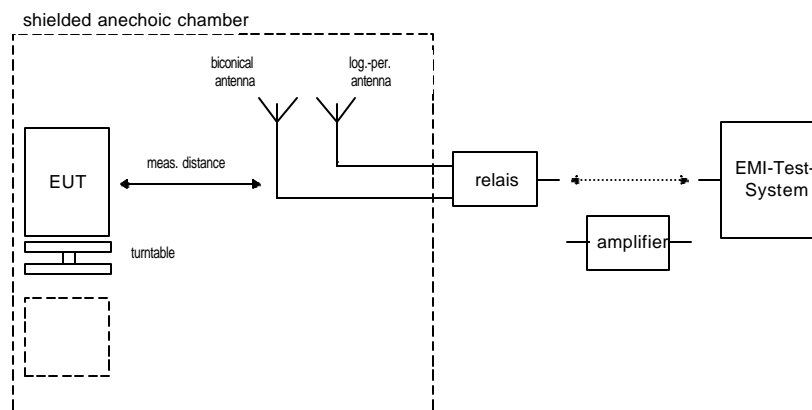 shielded anechoic chamber
biconical
antenna
log.-per.
antenna
meas. distance
EUT
relais
EMI-Test-
System
turntable
amplifier